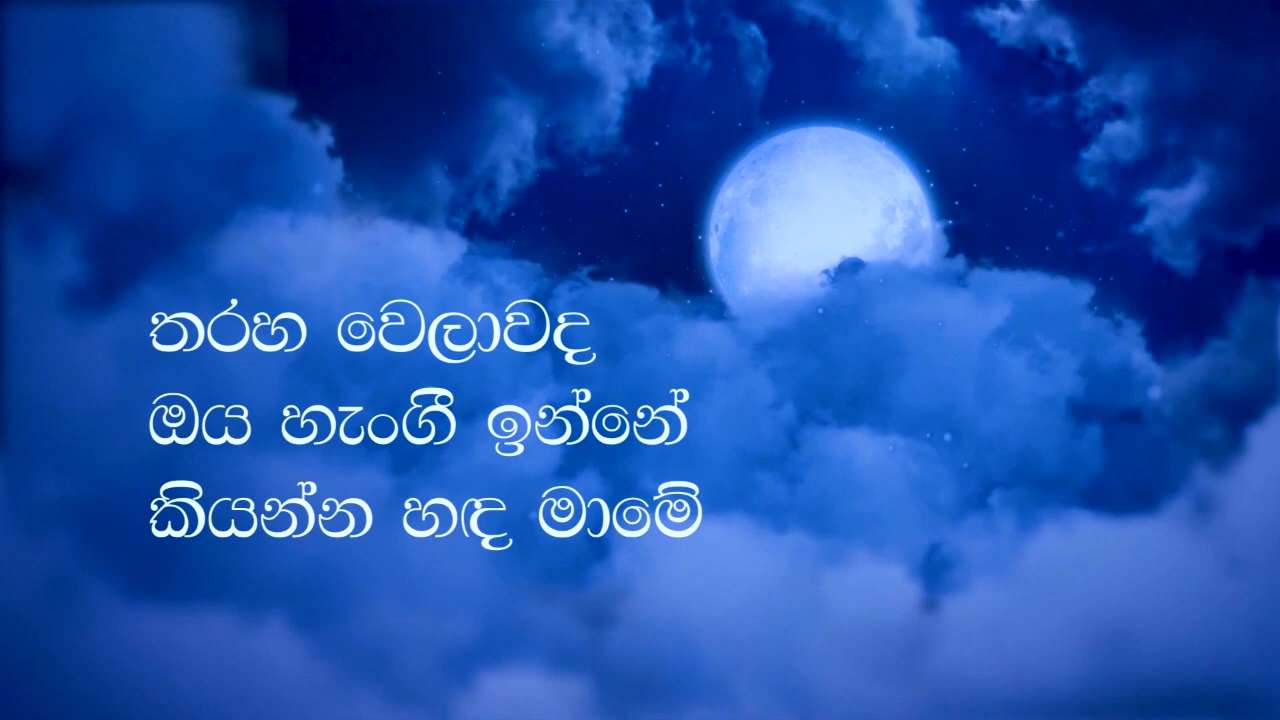 තරහ වෙලාවද
ඔය හැංගී ඉන්නේ
කියන්න හඳ මාමේ